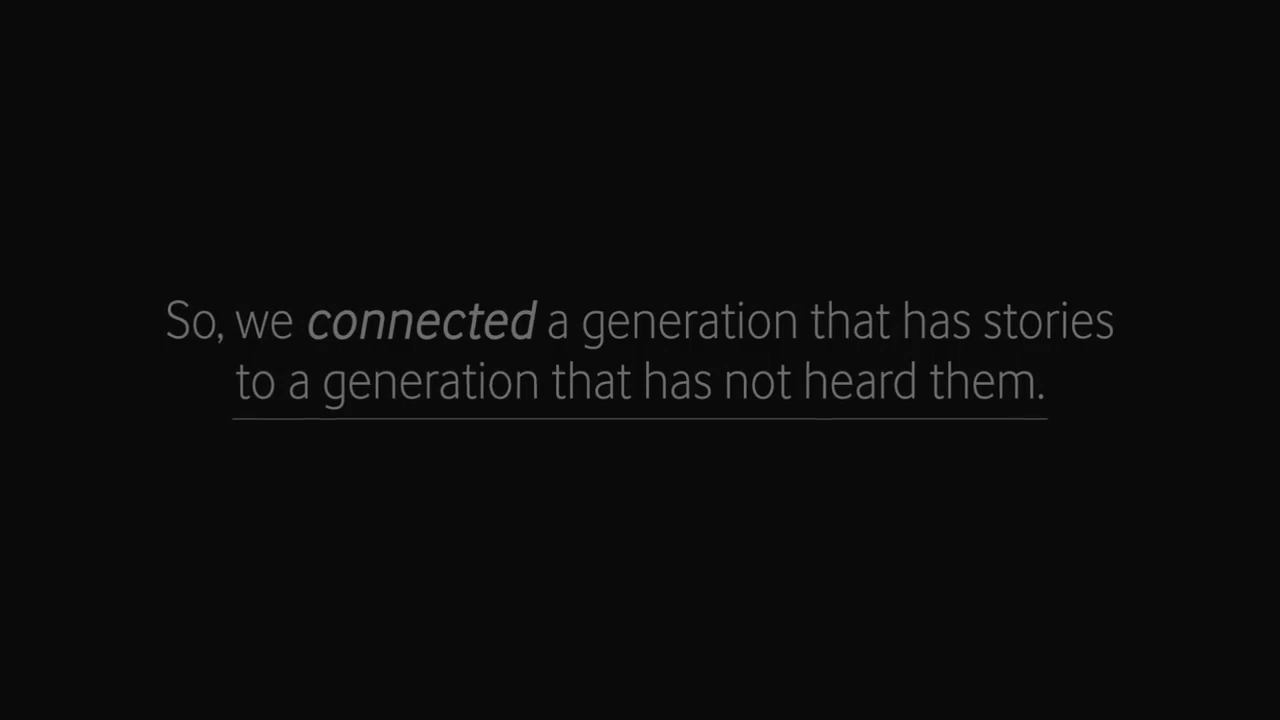 So, we connected a generation that has stories
to a generation that has not heard them.